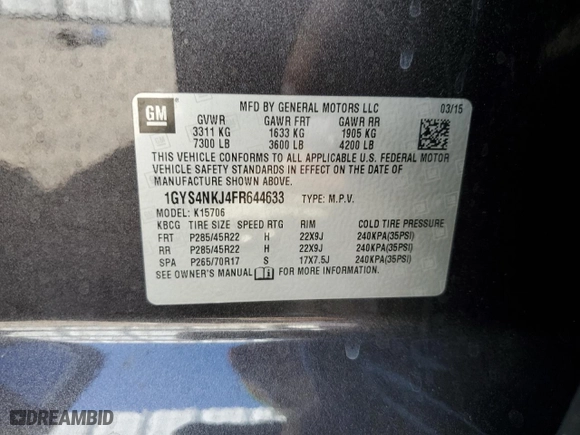 GM
MFD BY GENERAL MOTORS LLC 03/15
GVWR GAWR FRT GAWR RR
3311 KG 1633 KG 1905 KG
7300 LB 3600 LB 4200 LB
THIS VEHICLE CONFORMS TO ALL APPLICABLE U.S. FEDERAL MOTOR
VEHICLE SAFETY STANDARDS IN EFFECT ON THE DATE OF
MANUFACTURE SHOWN ABOVE.
1GYS4NKJ4FR644633 TYPE: M.P.V.
MODEL: K15706
KBCG TIRE SIZE SPEED RTG RIM COLD TIRE PRESSURE
FRT P285/45R22 H 22X9J 240KPA(35PSI)
RR P285/45R22 H 22X9J 240KPA(35PSI)
SPA P265/70R17 S 17X7.5J 240KPA(35PSI)
SEE OWNER'S MANUAL FOR MORE INFORMATION.
DREAMBID